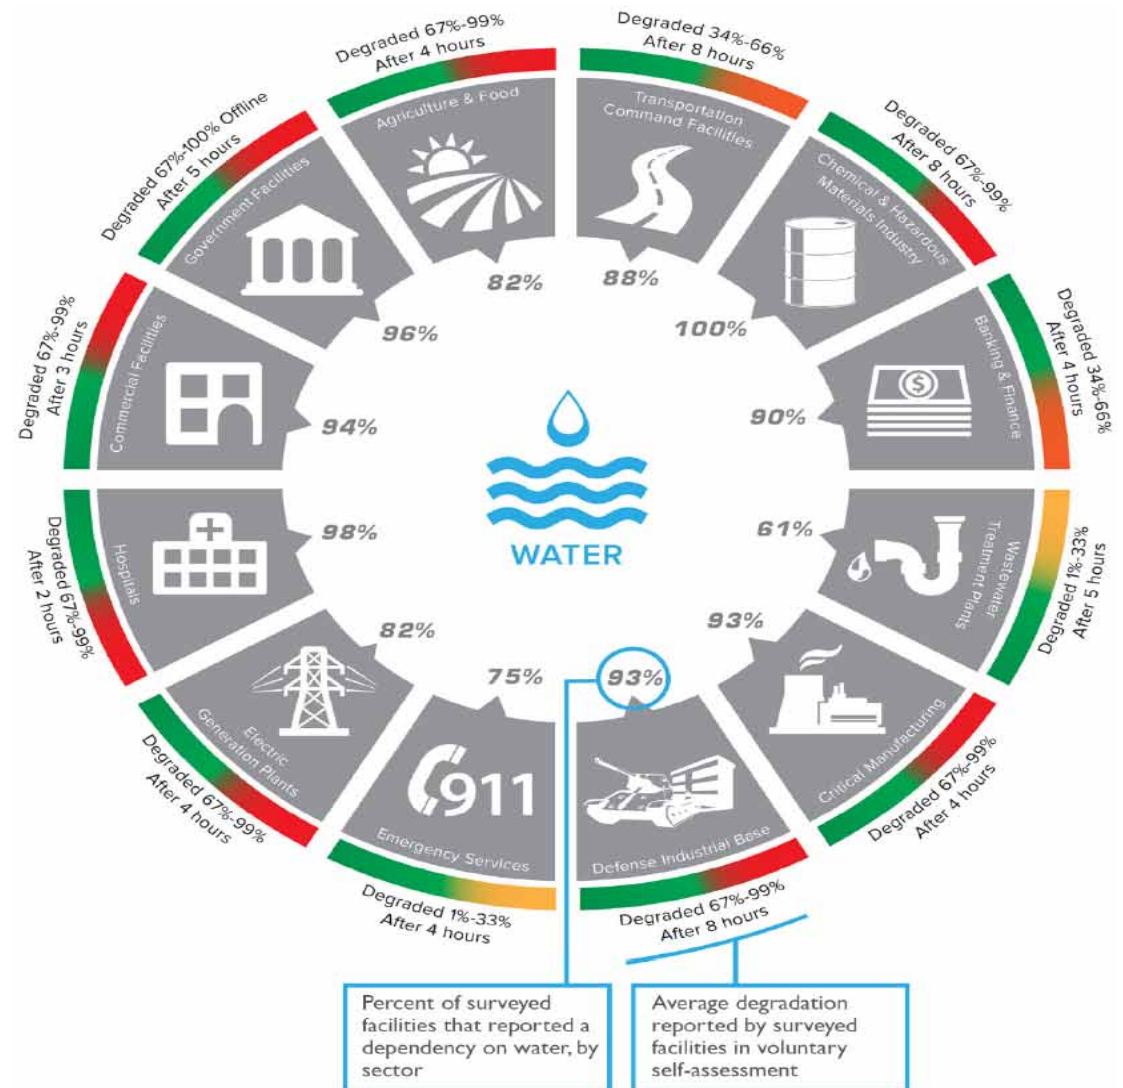 Degraded 67%-99%
After 4 hours
Agriculture & Food
82%
Degraded 34%-66%
After 8 hours
Transportation
Command Facilities
88%
Degraded 67%-99%
After 8 hours
Chemical & Hazardous
Materials Industry
100%
Degraded 34%-66%
After 4 hours
Banking & Finance
$
90%
Degraded 1%-33%
After 5 hours
Wastewater
Treatment Plants
61%
Degraded 67%-99%
After 4 hours
Critical Manufacturing
93%
Degraded 67%-99%
After 8 hours
Defense Industrial Base
93%
Degraded 1%-33%
After 4 hours
Emergency Services
911
75%
Degraded 67%-99%
After 4 hours
Electric
Generation Plants
82%
Degraded 67%-99%
After 2 hours
Hospitals
98%
Degraded 67%-99%
After 3 hours
Commercial Facilities
94%
Degraded 67%-100% Offline
After 5 hours
Government Facilities
96%
WATER
Percent of surveyed
facilities that reported a
dependency on water, by
sector
Average degradation
reported by surveyed
facilities in voluntary
self-assessment